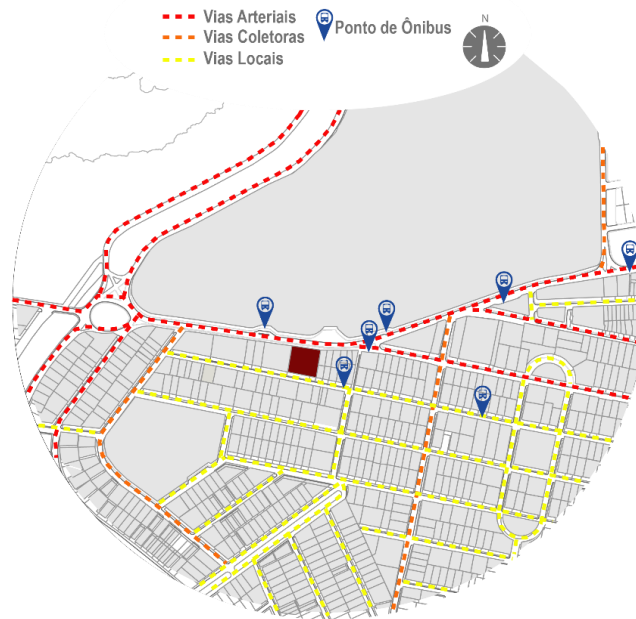 Vias Arteriais
Ponto de Ônibus
N
Vias Coletoras
Vias Locais